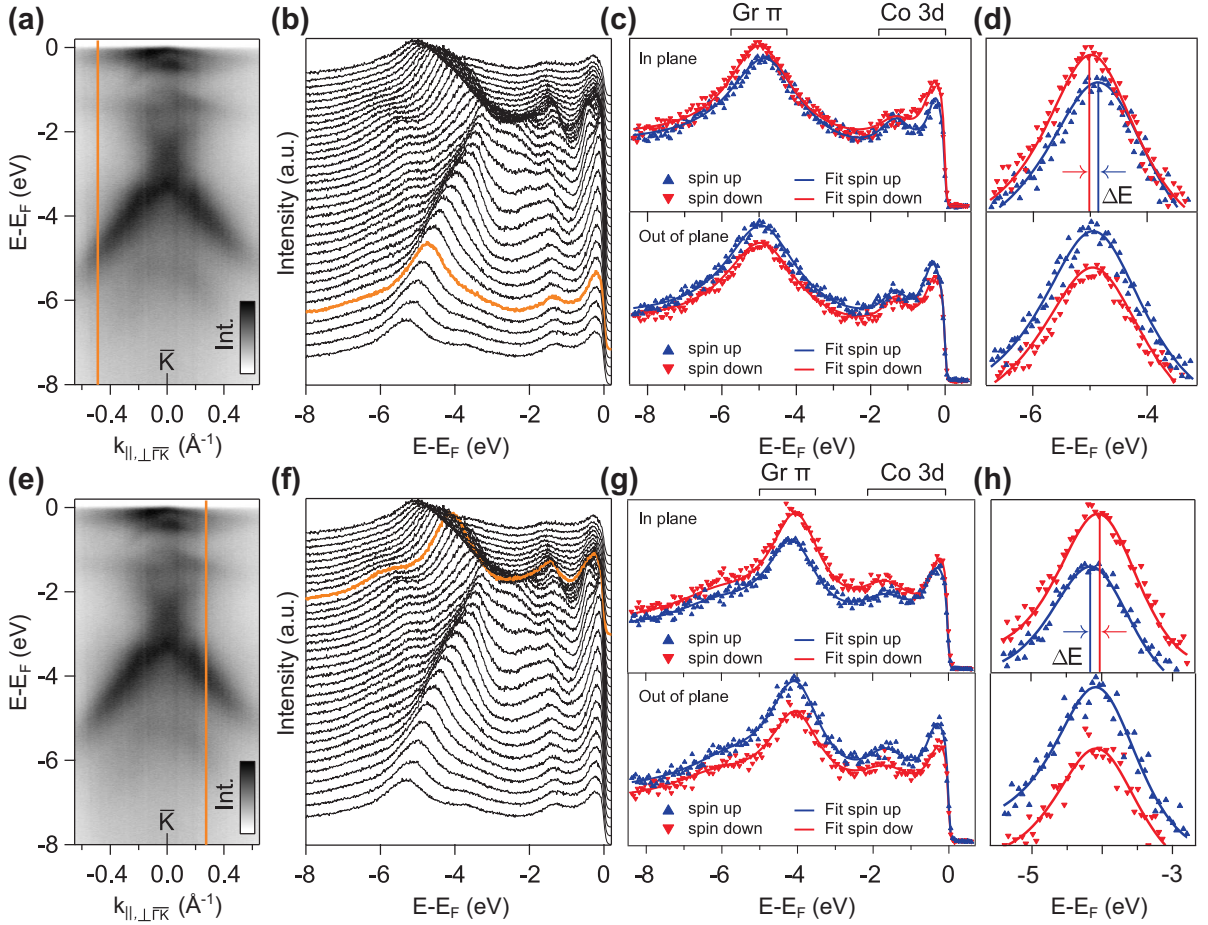 (a)
0
-2
-4
-6
-8
E-E_F (eV)
Int.
K̅
-0.4
0.0
0.4
k_||,⊥Γ̅K̅ (Å⁻¹)
(b)
Intensity (a.u.)
-8
-6
-4
-2
0
E-E_F (eV)
(c)
Gr π
Co 3d
In plane
spin up
Fit spin up
spin down
Fit spin down
Out of plane
spin up
Fit spin up
spin down
Fit spin down
-8
-6
-4
-2
0
E-E_F (eV)
(d)
ΔE
-6
-4
E-E_F (eV)
(e)
0
-2
-4
-6
-8
E-E_F (eV)
Int.
K̅
-0.4
0.0
0.4
k_||,⊥Γ̅K̅ (Å⁻¹)
(f)
Intensity (a.u.)
-8
-6
-4
-2
0
E-E_F (eV)
(g)
Gr π
Co 3d
In plane
spin up
Fit spin up
spin down
Fit spin down
Out of plane
spin up
Fit spin up
spin down
Fit spin dow
-8
-6
-4
-2
0
E-E_F (eV)
(h)
ΔE
-5
-4
-3
E-E_F (eV)